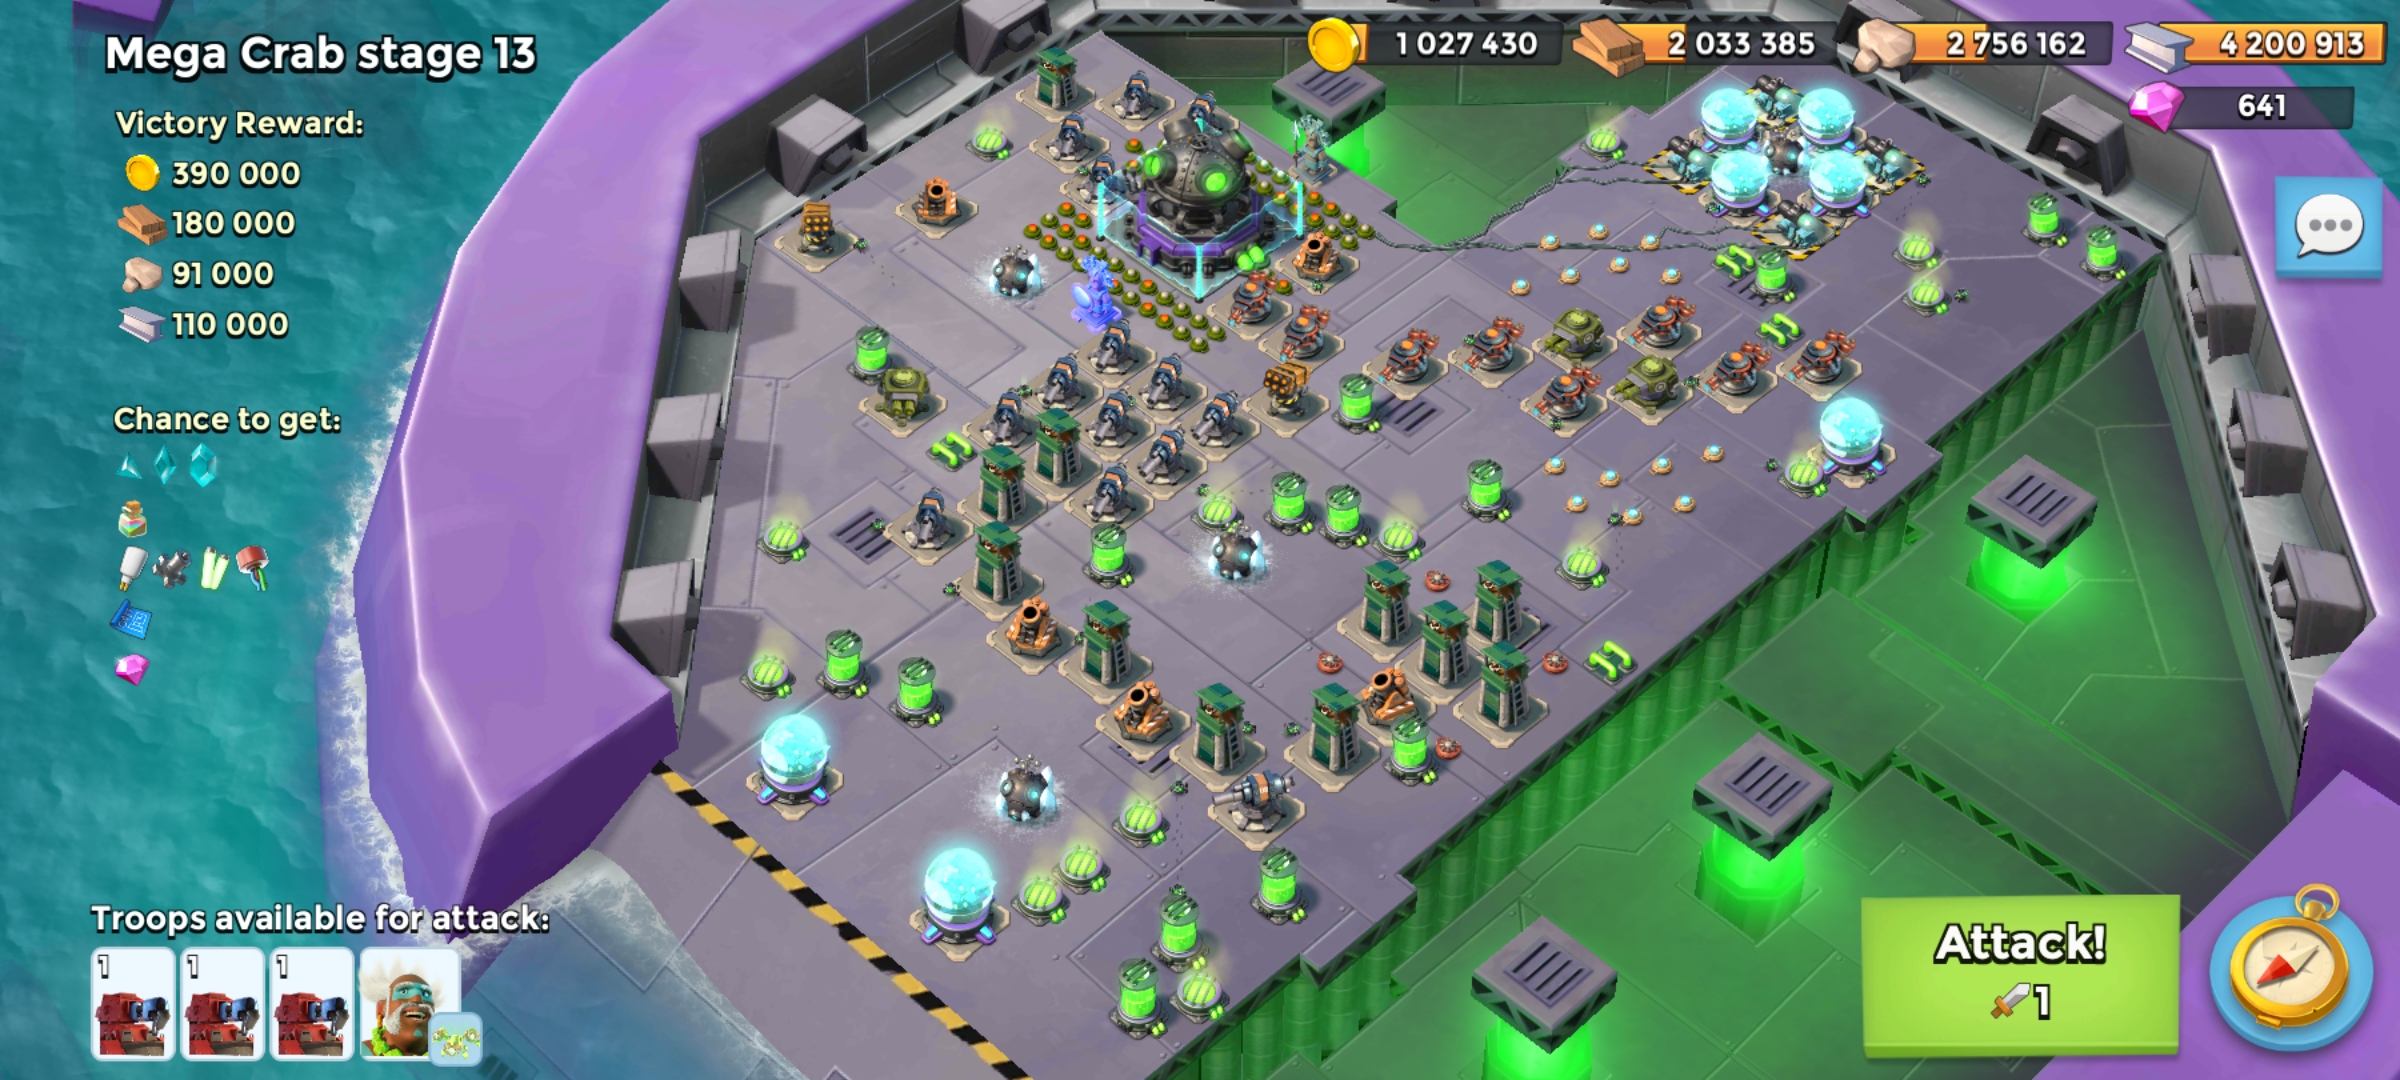 Mega Crab stage 13
1 027 430
2 033 385
2 756 162
4 200 913
641
Victory Reward:
390 000
180 000
91 000
110 000
Chance to get:
Troops available for attack:
1
1
1
Attack!
1